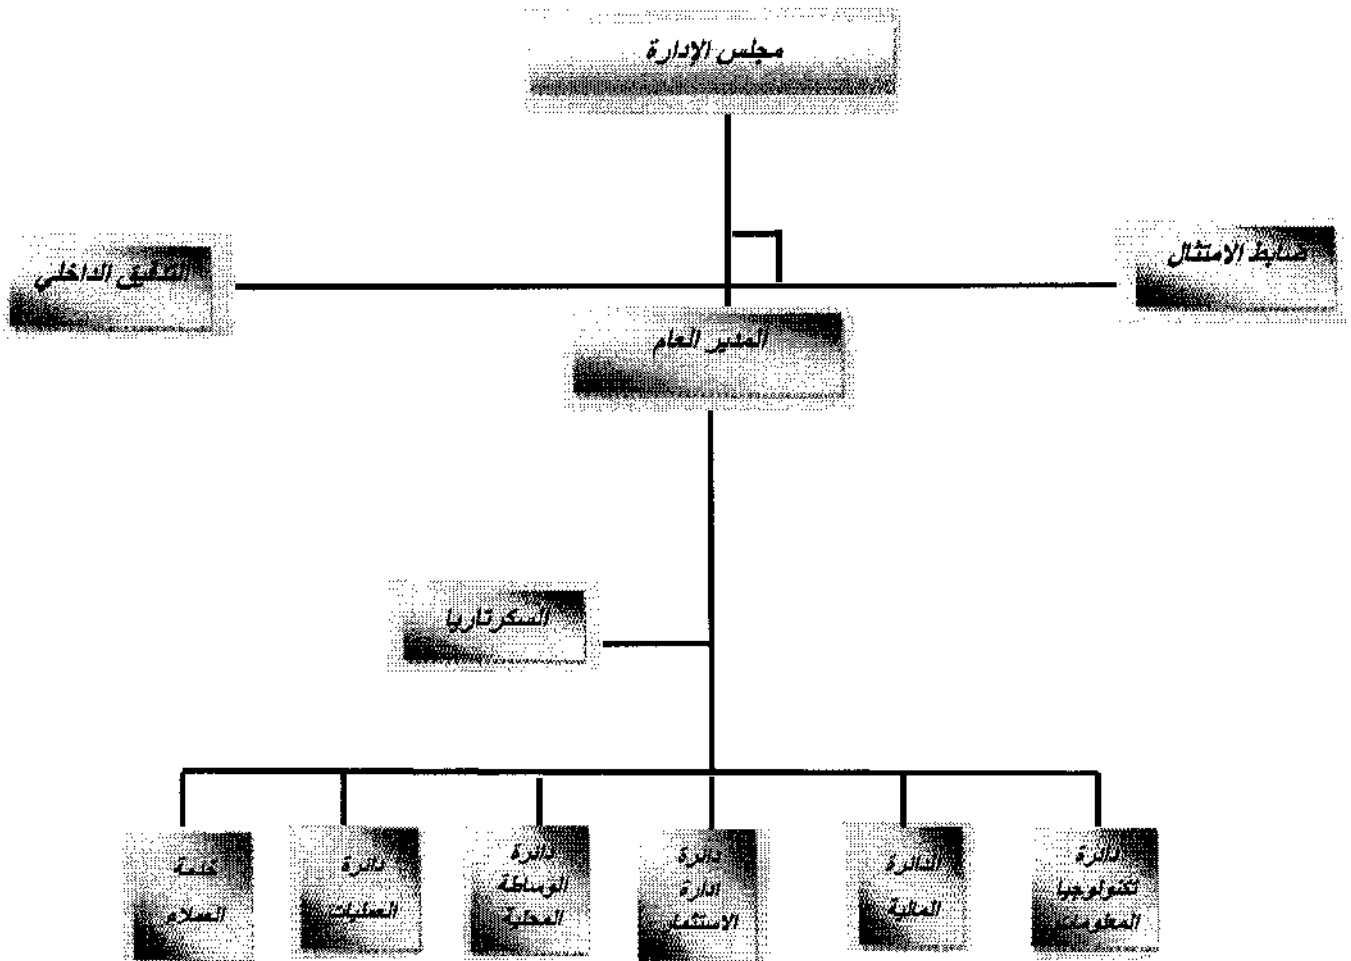 مجلس الإدارة
ضابط الامتثال
التدقيق الداخلي
المدير العام
السكرتاريا
دائرة
تكنولوجيا
المعلومات
الدائرة
المالية
دائرة
ادارة
الاستثمار
دائرة
الوساطة
المحلية
دائرة
العمليات
خدمة
العملاء